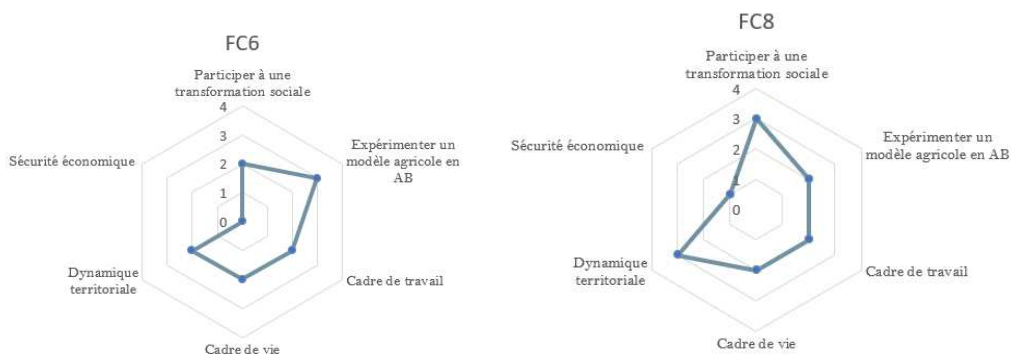 FC6
Participer à une
transformation sociale
4
3
2
1
0
Expérimenter un
modèle agricole en
AB
Cadre de travail
Cadre de vie
Dynamique
territoriale
Sécurité économique
FC8
Participer à une
transformation sociale
4
3
2
1
0
Expérimenter un
modèle agricole en AB
Cadre de travail
Cadre de vie
Dynamique
territoriale
Sécurité économique